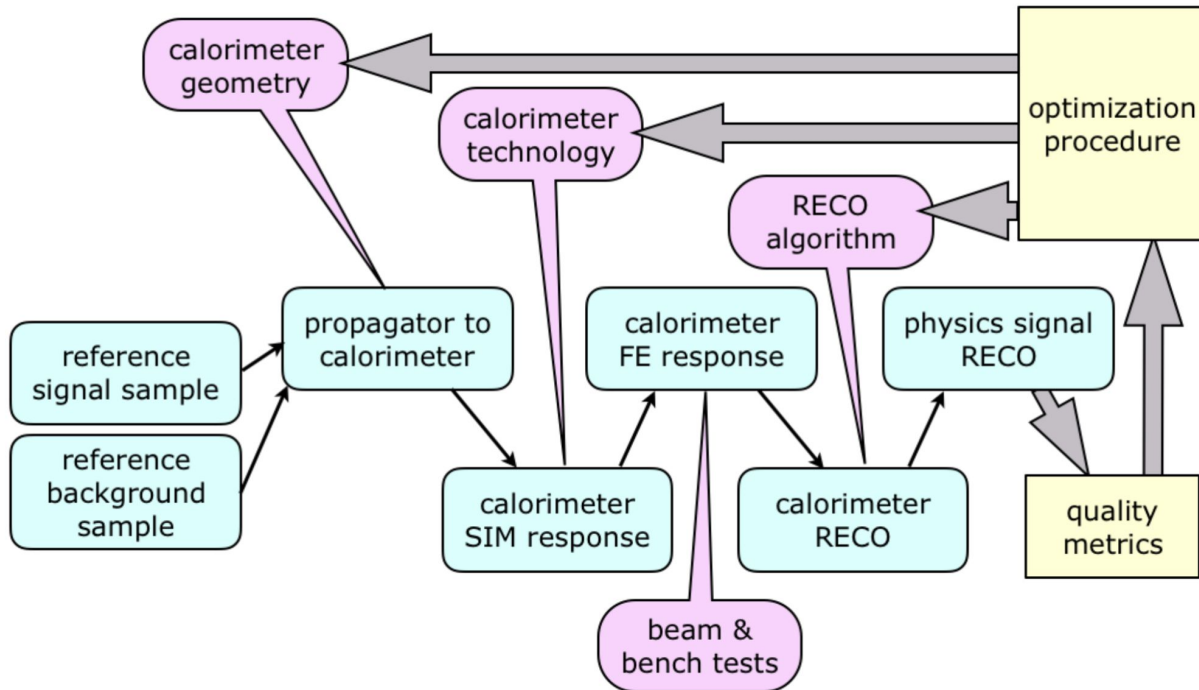 calorimeter
geometry
calorimeter
technology
optimization
procedure
RECO
algorithm
reference
signal sample
propagator to
calorimeter
calorimeter
FE response
physics signal
RECO
reference
background
sample
calorimeter
SIM response
calorimeter
RECO
quality
metrics
beam &
bench tests